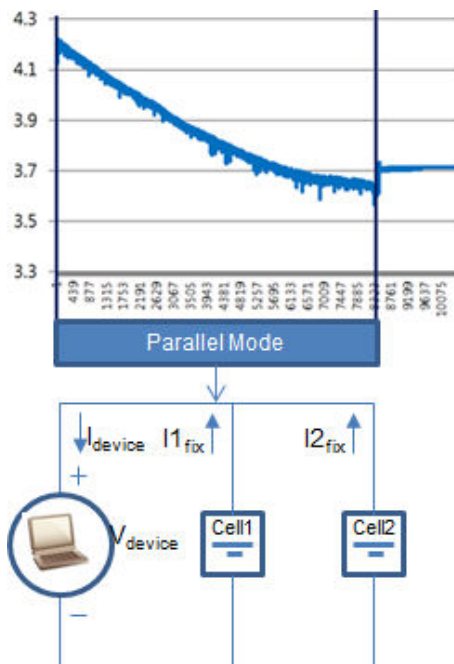 4.3
4.1
3.9
3.7
3.5
3.3
1 439 877 1315 1753 2191 2629 3067 3505 3943 4381 4819 5257 5695 6133 6571 7009 7447 7885 8323 8761 9199 9637 10075
Parallel Mode
Idevice I1fix I2fix
+
Cell1 Cell2
Vdevice
−